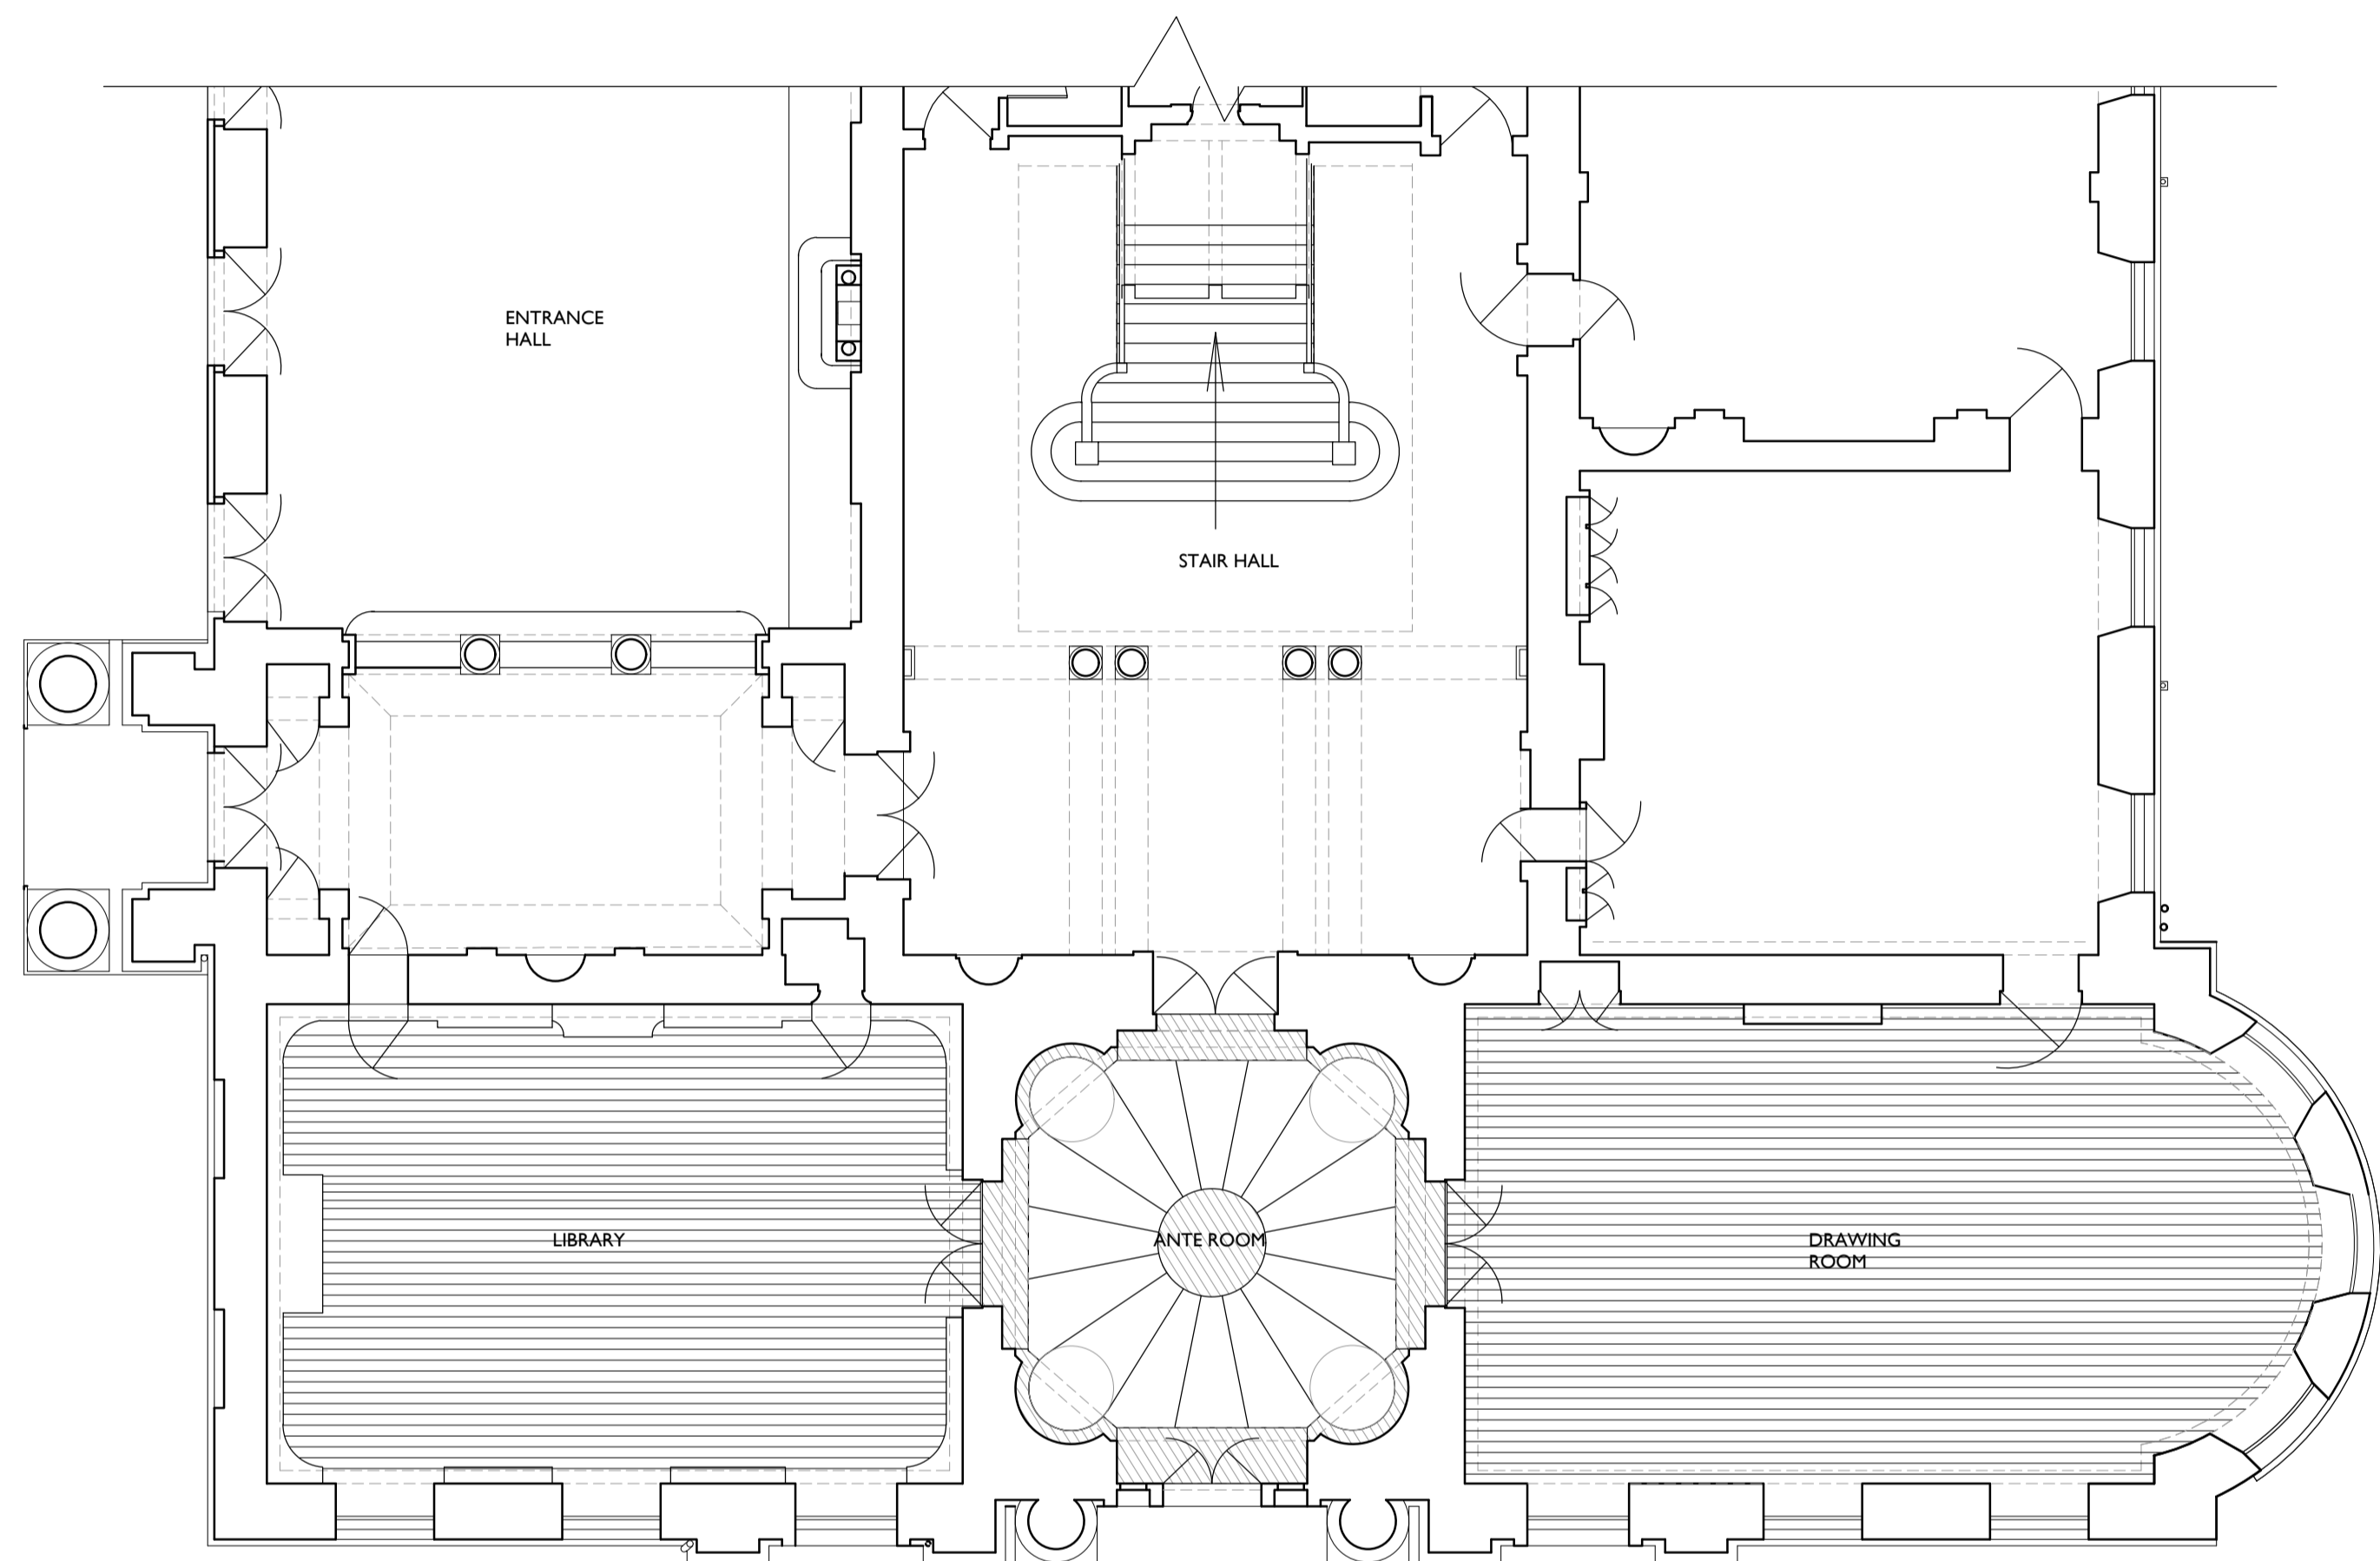 ENTRANCE
HALL
STAIR HALL
LIBRARY
ANTE ROOM
DRAWING
ROOM